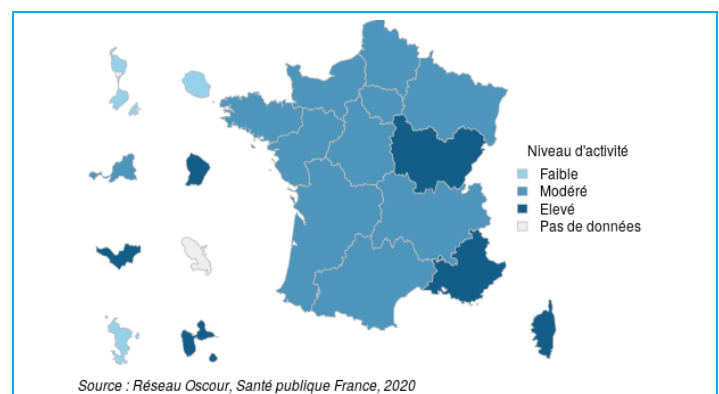 Niveau d'activité
Faible
Modéré
Elevé
Pas de données
Source : Réseau Oscour, Santé publique France, 2020